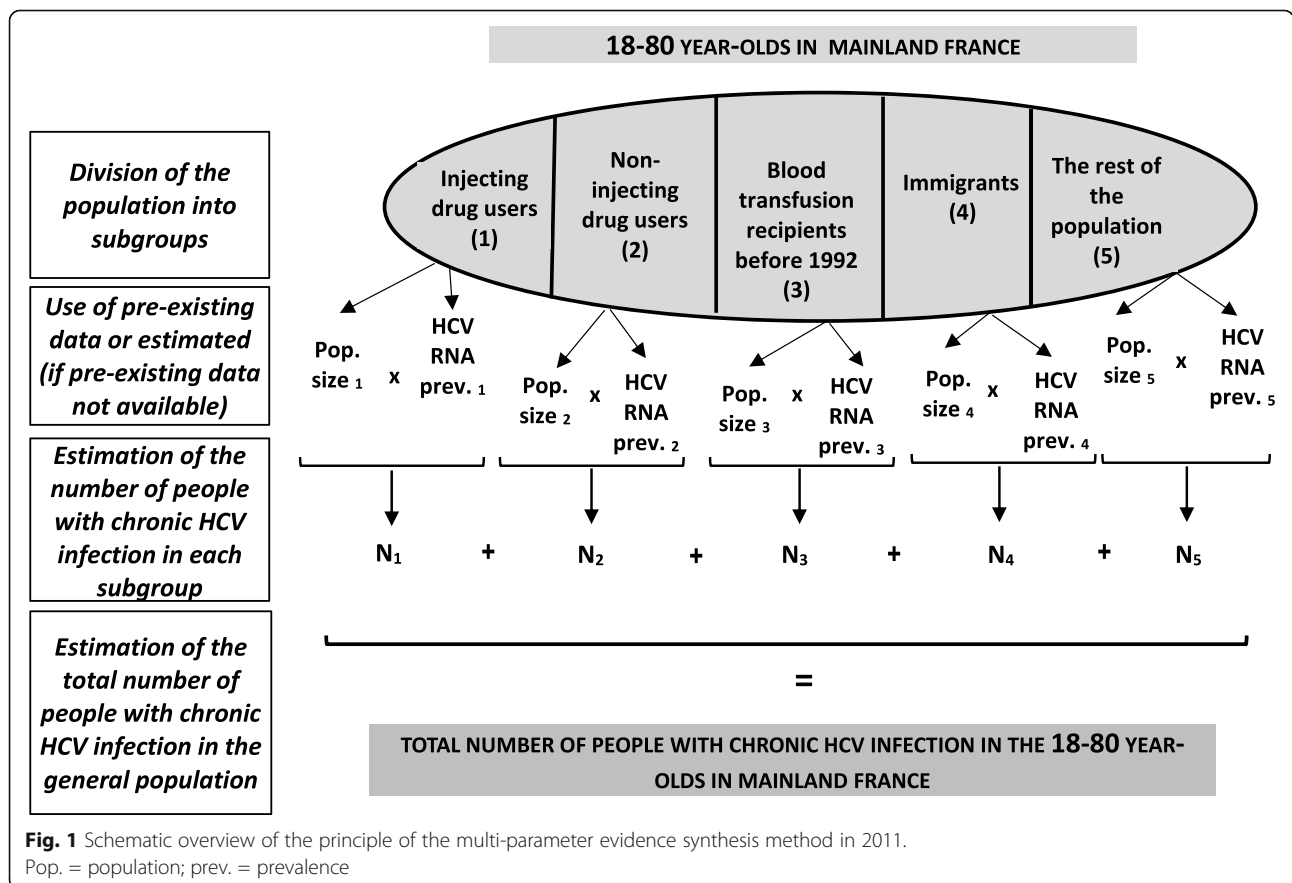 18-80 YEAR-OLDS IN MAINLAND FRANCE
Division of the
population into
subgroups
Injecting
drug users
(1)
Non-
injecting
drug users
(2)
Blood
transfusion
recipients
before 1992
(3)
Immigrants
(4)
The rest of
the
population
(5)
Use of pre-existing
data or estimated
(if pre-existing data
not available)
Pop.
size 1
x
HCV
RNA
prev. 1
Pop.
size 2
x
HCV
RNA
prev. 2
Pop.
size 3
x
HCV
RNA
prev. 3
Pop.
size 4
x
HCV
RNA
prev. 4
Pop.
size 5
x
HCV
RNA
prev. 5
Estimation of the
number of people
with chronic HCV
infection in each
subgroup
N1 + N2 + N3 + N4 + N5
Estimation of the
total number of
people with chronic
HCV infection in the
general population
=
TOTAL NUMBER OF PEOPLE WITH CHRONIC HCV INFECTION IN THE 18-80 YEAR-
OLDS IN MAINLAND FRANCE
Fig. 1 Schematic overview of the principle of the multi-parameter evidence synthesis method in 2011.
Pop. = population; prev. = prevalence